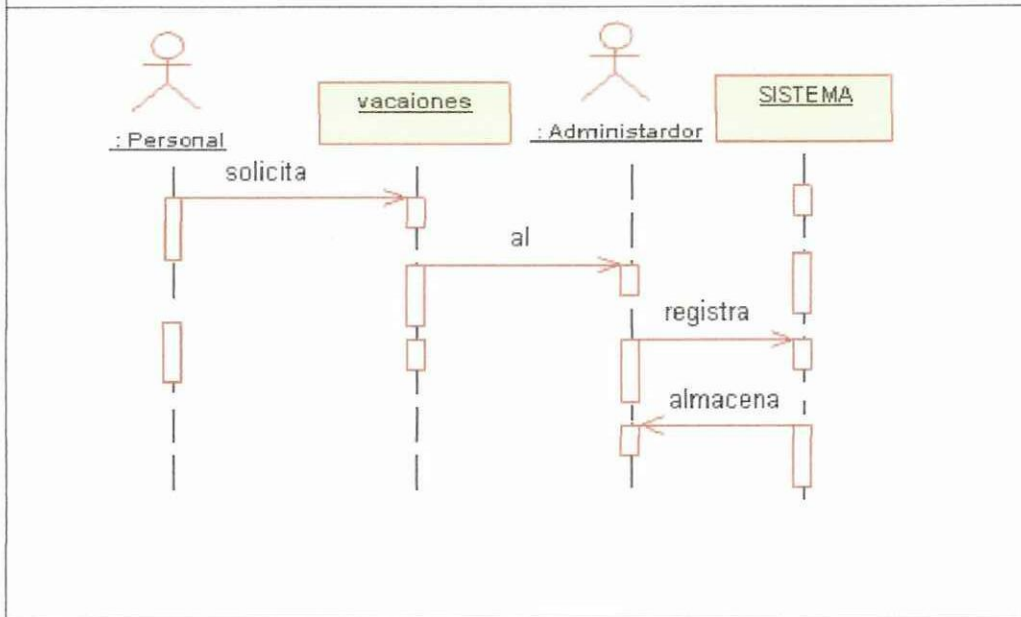 vacaiones
SISTEMA
: Personal
: Administardor
solicita
al
registra
almacena